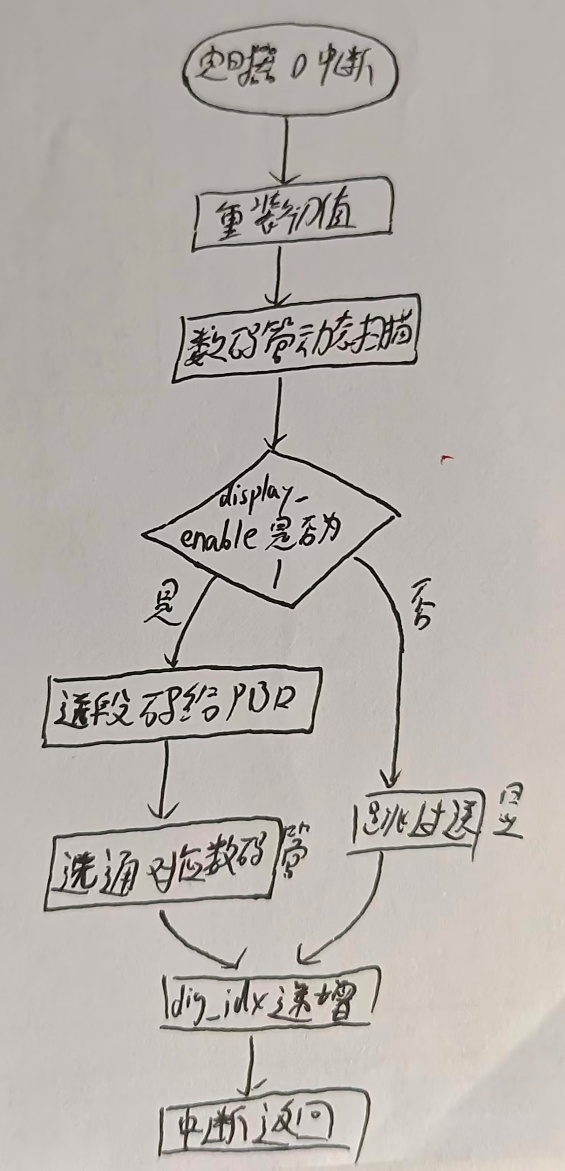 定时器0中断
重装初值
数码管动态扫描
display_
enable是否为
1
是
否
送段码给P0口
选通对应数码管
跳过送显
dig_idx递增
中断返回